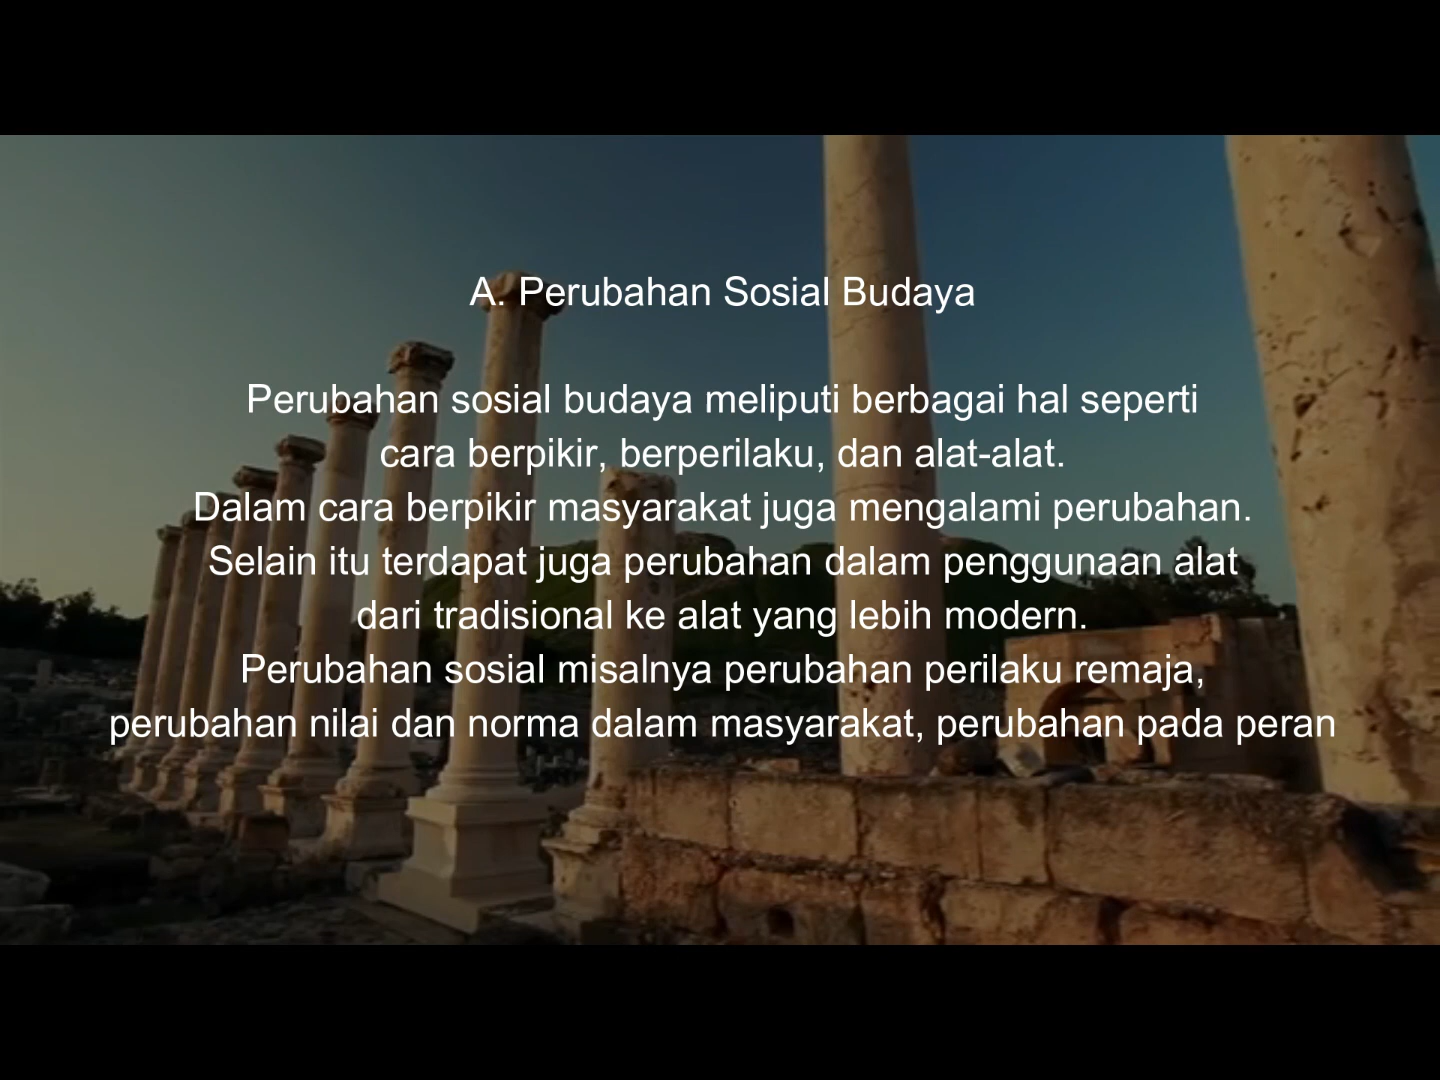 A. Perubahan Sosial Budaya
Perubahan sosial budaya meliputi berbagai hal seperti
cara berpikir, berperilaku, dan alat-alat.
Dalam cara berpikir masyarakat juga mengalami perubahan.
Selain itu terdapat juga perubahan dalam penggunaan alat
dari tradisional ke alat yang lebih modern.
Perubahan sosial misalnya perubahan perilaku remaja,
perubahan nilai dan norma dalam masyarakat, perubahan pada peran